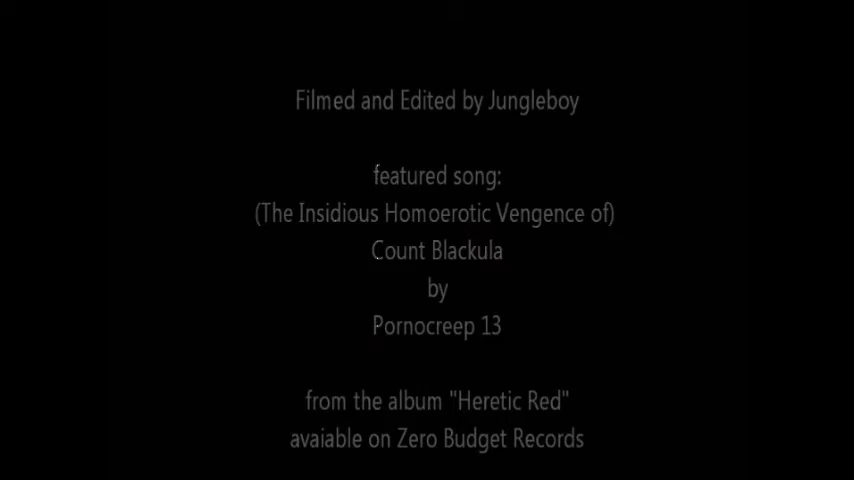 Filmed and Edited by Jungleboy
featured song:
(The Insidious Homoerotic Vengence of)
Count Blackula
by
Pornocreep 13
from the album "Heretic Red"
avaiable on Zero Budget Records